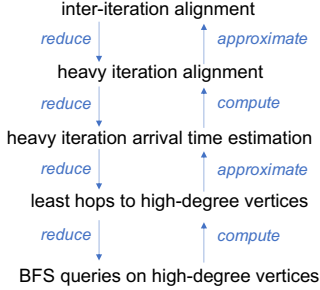 inter-iteration alignment
reduce approximate
heavy iteration alignment
reduce compute
heavy iteration arrival time estimation
reduce approximate
least hops to high-degree vertices
reduce compute
BFS queries on high-degree vertices